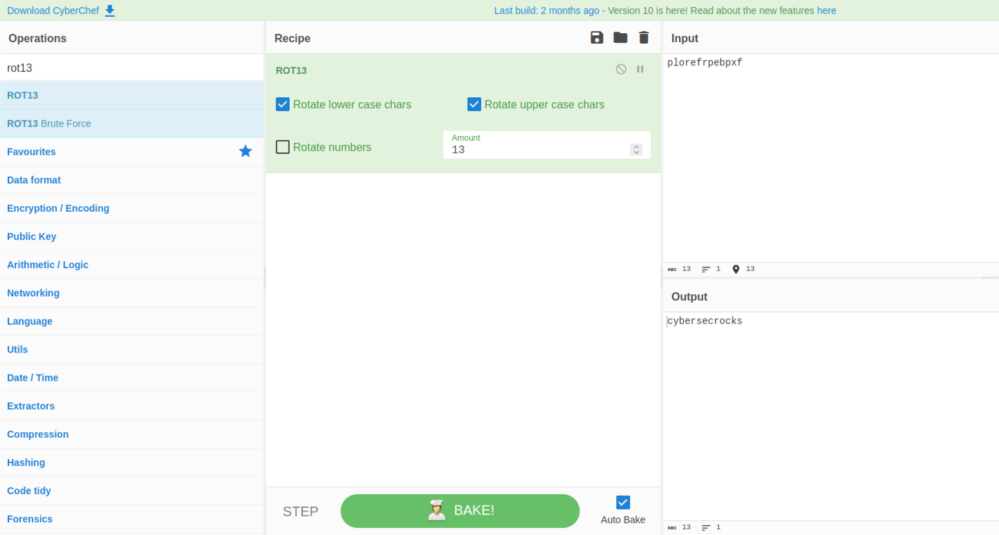 Download CyberChef
Last build: 2 months ago - Version 10 is here! Read about the new features here
Operations
rot13
ROT13
ROT13 Brute Force
Favourites
Data format
Encryption / Encoding
Public Key
Arithmetic / Logic
Networking
Language
Utils
Date / Time
Extractors
Compression
Hashing
Code tidy
Forensics
Recipe
ROT13
Rotate lower case chars
Rotate upper case chars
Rotate numbers
Amount
13
STEP
BAKE!
Auto Bake
Input
plorefrpebpxf
ABC 13 1 13
Output
cybersecrocks
ABC 13 1